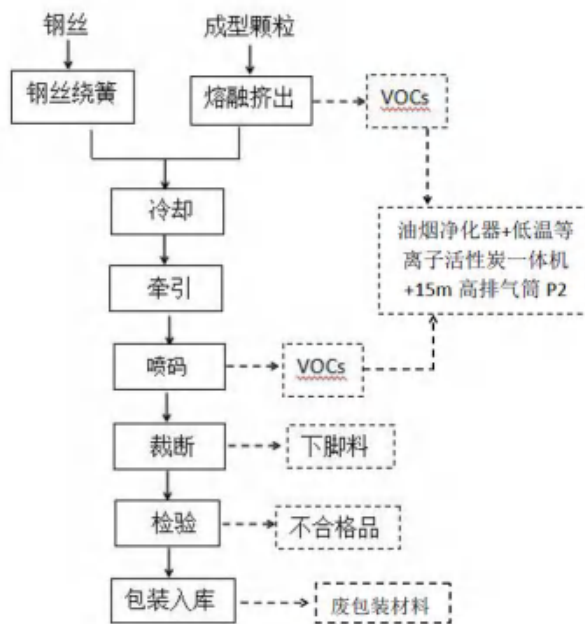 钢丝
成型颗粒
钢丝绕簧
熔融挤出
VOCs
冷却
油烟净化器+低温等
离子活性炭一体机
+15m 高排气筒 P2
牵引
喷码
VOCs
裁断
下脚料
检验
不合格品
包装入库
废包装材料